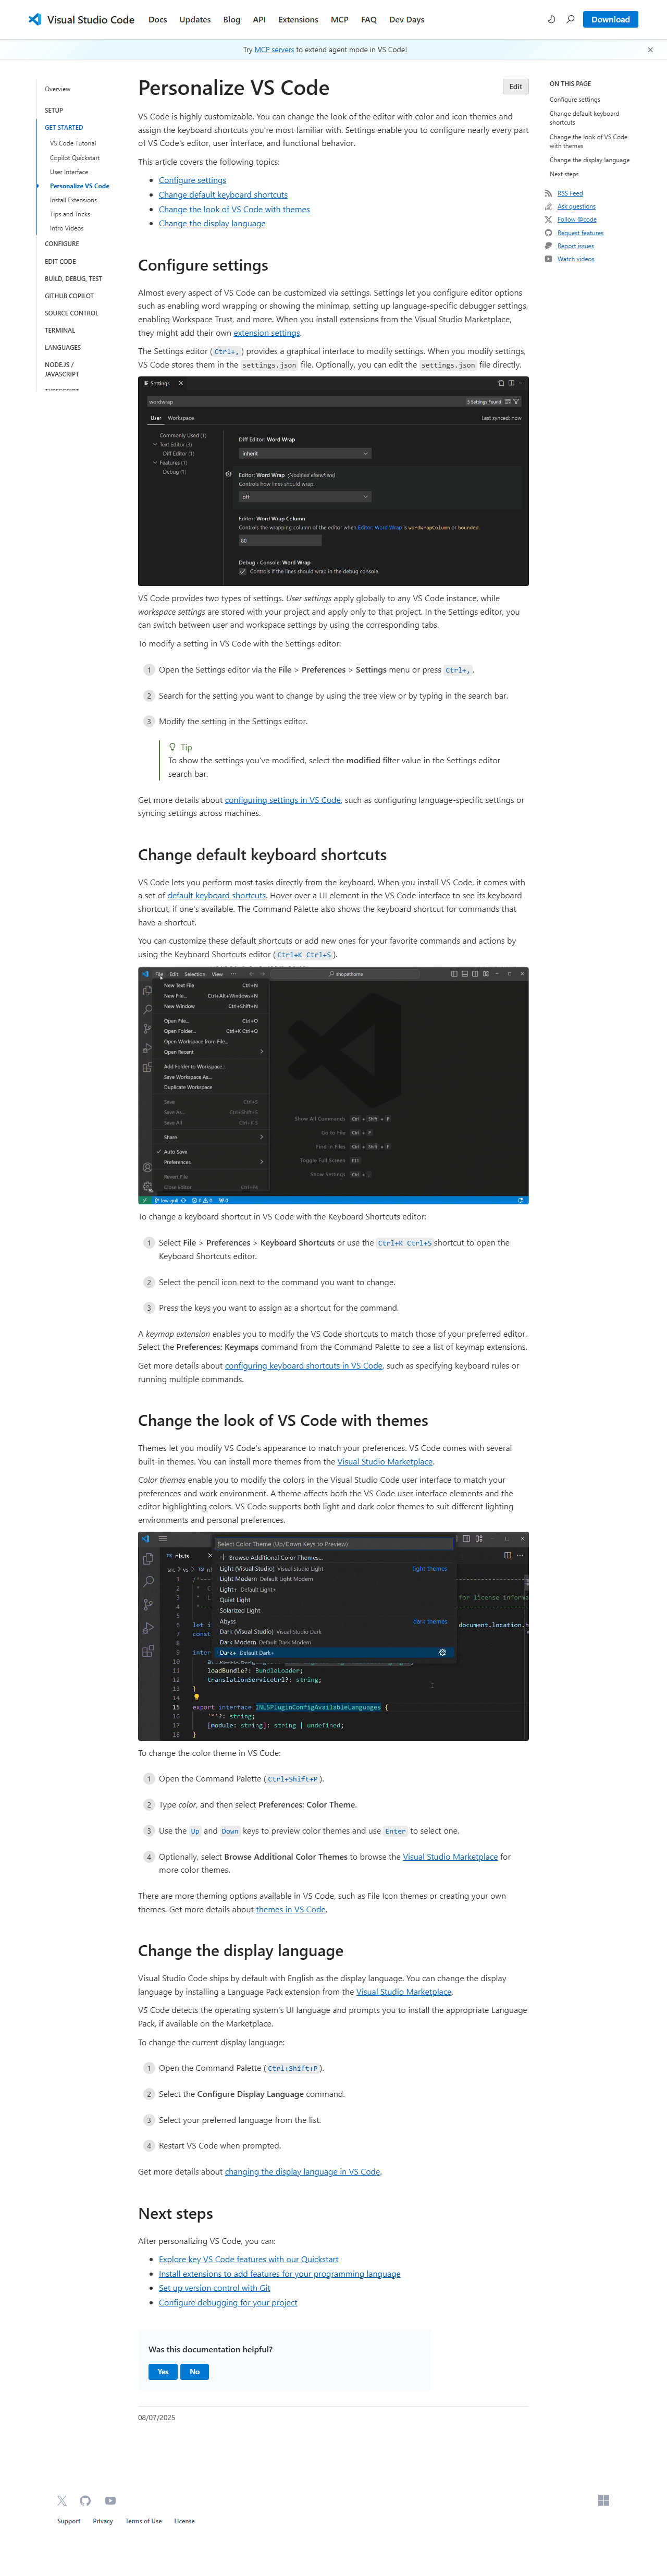 Visual Studio Code
Docs
Updates
Blog
API
Extensions
MCP
FAQ
Dev Days
Download
Try MCP servers to extend agent mode in VS Code!
Overview
SETUP
GET STARTED
VS Code Tutorial
Copilot Quickstart
User Interface
Personalize VS Code
Install Extensions
Tips and Tricks
Intro Videos
CONFIGURE
EDIT CODE
BUILD, DEBUG, TEST
GITHUB COPILOT
SOURCE CONTROL
TERMINAL
LANGUAGES
NODE.JS /
JAVASCRIPT
Personalize VS Code
Edit
VS Code is highly customizable. You can change the look of the editor with color and icon themes and
assign the keyboard shortcuts you're most familiar with. Settings enable you to configure nearly every part
of VS Code's editor, user interface, and functional behavior.
This article covers the following topics:
Configure settings
Change default keyboard shortcuts
Change the look of VS Code with themes
Change the display language
Configure settings
Almost every aspect of VS Code can be customized via settings. Settings let you configure editor options
such as enabling word wrapping or showing the minimap, setting up language-specific debugger settings,
enabling Workspace Trust, and more. When you install extensions from the Visual Studio Marketplace,
they might add their own extension settings.
The Settings editor (Ctrl+,) provides a graphical interface to modify settings. When you modify settings,
VS Code stores them in the settings.json file. Optionally, you can edit the settings.json file directly.
Settings
wordwrap
5 Settings Found
User Workspace
Last synced: now
Commonly Used (1)
Text Editor (3)
Diff Editor (1)
Features (1)
Debug (1)
Diff Editor: Word Wrap
inherit
Editor: Word Wrap (Modified elsewhere)
Controls how lines should wrap.
off
Editor: Word Wrap Column
Controls the wrapping column of the editor when Editor: Word Wrap is wordWrapColumn or bounded.
80
Debug › Console: Word Wrap
Controls if the lines should wrap in the debug console.
VS Code provides two types of settings. User settings apply globally to any VS Code instance, while
workspace settings are stored with your project and apply only to that project. In the Settings editor, you
can switch between user and workspace settings by using the corresponding tabs.
To modify a setting in VS Code with the Settings editor:
1 Open the Settings editor via the File > Preferences > Settings menu or press Ctrl+,.
2 Search for the setting you want to change by using the tree view or by typing in the search bar.
3 Modify the setting in the Settings editor.
Tip
To show the settings you've modified, select the modified filter value in the Settings editor
search bar.
Get more details about configuring settings in VS Code, such as configuring language-specific settings or
syncing settings across machines.
Change default keyboard shortcuts
VS Code lets you perform most tasks directly from the keyboard. When you install VS Code, it comes with
a set of default keyboard shortcuts. Hover over a UI element in the VS Code interface to see its keyboard
shortcut, if one's available. The Command Palette also shows the keyboard shortcut for commands that
have a shortcut.
You can customize these default shortcuts or add new ones for your favorite commands and actions by
using the Keyboard Shortcuts editor (Ctrl+K Ctrl+S).
File Edit Selection View ···
shopathome
New Text File Ctrl+N
New File... Ctrl+Alt+Windows+N
New Window Ctrl+Shift+N
Open File... Ctrl+O
Open Folder... Ctrl+K Ctrl+O
Open Workspace from File...
Open Recent
Add Folder to Workspace...
Save Workspace As...
Duplicate Workspace
Save Ctrl+S
Save As... Ctrl+Shift+S
Save All Ctrl+K S
Share
Auto Save
Preferences
Revert File
Close Editor Ctrl+F4
Show All Commands Ctrl + Shift + P
Go to File Ctrl + P
Find in Files Ctrl + Shift + F
Toggle Full Screen F11
Show Settings Ctrl + ,
To change a keyboard shortcut in VS Code with the Keyboard Shortcuts editor:
1 Select File > Preferences > Keyboard Shortcuts or use the Ctrl+K Ctrl+S shortcut to open the
Keyboard Shortcuts editor.
2 Select the pencil icon next to the command you want to change.
3 Press the keys you want to assign as a shortcut for the command.
A keymap extension enables you to modify the VS Code shortcuts to match those of your preferred editor.
Select the Preferences: Keymaps command from the Command Palette to see a list of keymap extensions.
Get more details about configuring keyboard shortcuts in VS Code, such as specifying keyboard rules or
running multiple commands.
Change the look of VS Code with themes
Themes let you modify VS Code's appearance to match your preferences. VS Code comes with several
built-in themes. You can install more themes from the Visual Studio Marketplace.
Color themes enable you to modify the colors in the Visual Studio Code user interface to match your
preferences and work environment. A theme affects both the VS Code user interface elements and the
editor highlighting colors. VS Code supports both light and dark color themes to suit different lighting
environments and personal preferences.
nls.ts
src > vs >
Select Color Theme (Up/Down Keys to Preview)
Browse Additional Color Themes...
Light (Visual Studio) Visual Studio Light light themes
Light Modern Default Light Modern
Light+ Default Light+
Quiet Light
Solarized Light
Abyss dark themes
Dark (Visual Studio) Visual Studio Dark
Dark Modern Default Dark Modern
Dark+ Default Dark+
for license informat
document.location.h
loadBundle?: BundleLoader;
translationServiceUrl?: string;
}
export interface INLSPluginConfigAvailableLanguages {
'*'?: string;
[module: string]: string | undefined;
}
To change the color theme in VS Code:
1 Open the Command Palette (Ctrl+Shift+P).
2 Type color, and then select Preferences: Color Theme.
3 Use the Up and Down keys to preview color themes and use Enter to select one.
4 Optionally, select Browse Additional Color Themes to browse the Visual Studio Marketplace for
more color themes.
There are more theming options available in VS Code, such as File Icon themes or creating your own
themes. Get more details about themes in VS Code.
Change the display language
Visual Studio Code ships by default with English as the display language. You can change the display
language by installing a Language Pack extension from the Visual Studio Marketplace.
VS Code detects the operating system's UI language and prompts you to install the appropriate Language
Pack, if available on the Marketplace.
To change the current display language:
1 Open the Command Palette (Ctrl+Shift+P).
2 Select the Configure Display Language command.
3 Select your preferred language from the list.
4 Restart VS Code when prompted.
Get more details about changing the display language in VS Code.
Next steps
After personalizing VS Code, you can:
Explore key VS Code features with our Quickstart
Install extensions to add features for your programming language
Set up version control with Git
Configure debugging for your project
Was this documentation helpful?
Yes No
08/07/2025
ON THIS PAGE
Configure settings
Change default keyboard
shortcuts
Change the look of VS Code
with themes
Change the display language
Next steps
RSS Feed
Ask questions
Follow @code
Request features
Report issues
Watch videos
Support
Privacy
Terms of Use
License